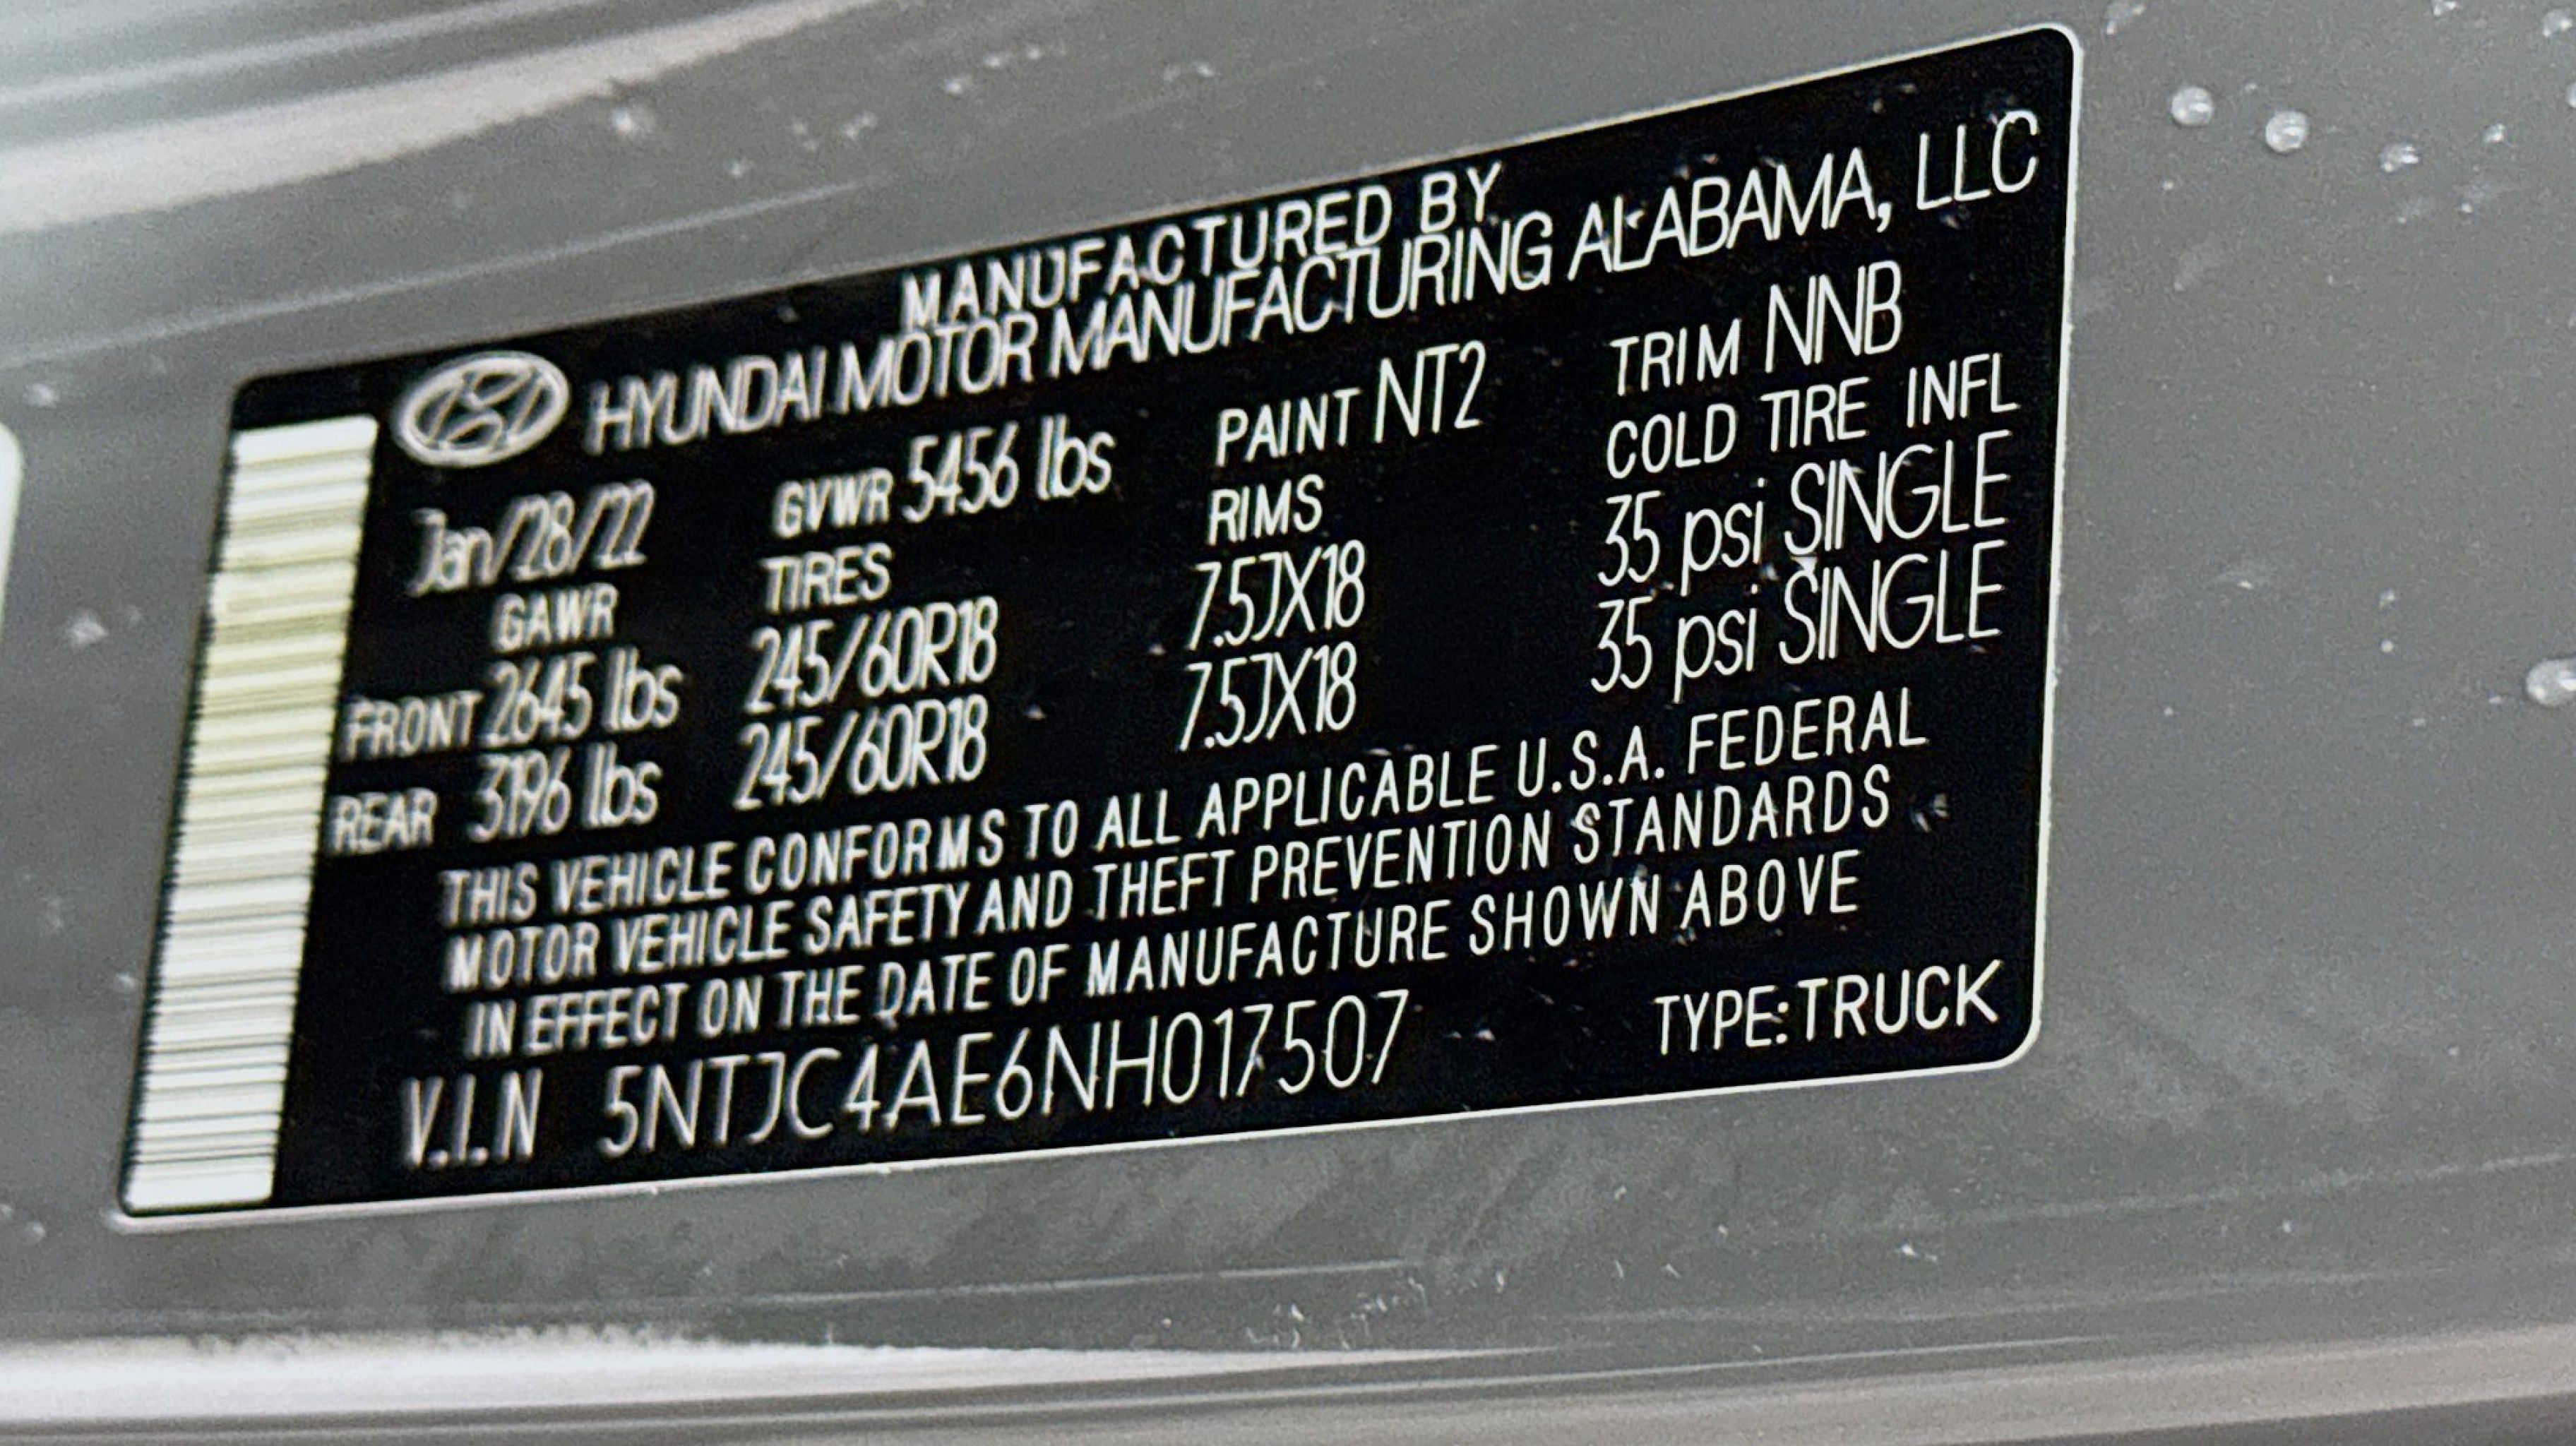 MANUFACTURED BY
HYUNDAI MOTOR MANUFACTURING ALABAMA, LLC
Jan/28/22 GVWR 5456 lbs PAINT NT2 TRIM NNB
GAWR TIRES RIMS COLD TIRE INFL
FRONT 2645 lbs 245/60R18 7.5JX18 35 psi SINGLE
REAR 3196 lbs 245/60R18 7.5JX18 35 psi SINGLE
THIS VEHICLE CONFORMS TO ALL APPLICABLE U.S.A. FEDERAL
MOTOR VEHICLE SAFETY AND THEFT PREVENTION STANDARDS
IN EFFECT ON THE DATE OF MANUFACTURE SHOWN ABOVE
V.I.N 5NTJC4AE6NH017507 TYPE:TRUCK